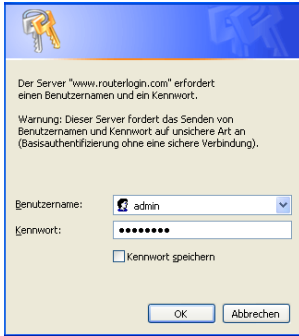 Der Server "www.routerlogin.com" erfordert
einen Benutzernamen und ein Kennwort.
Warnung: Dieser Server fordert das Senden von
Benutzernamen und Kennwort auf unsichere Art an
(Basisauthentifizierung ohne eine sichere Verbindung).
Benutzername: admin
Kennwort: ●●●●●●●●
Kennwort speichern
OK Abbrechen